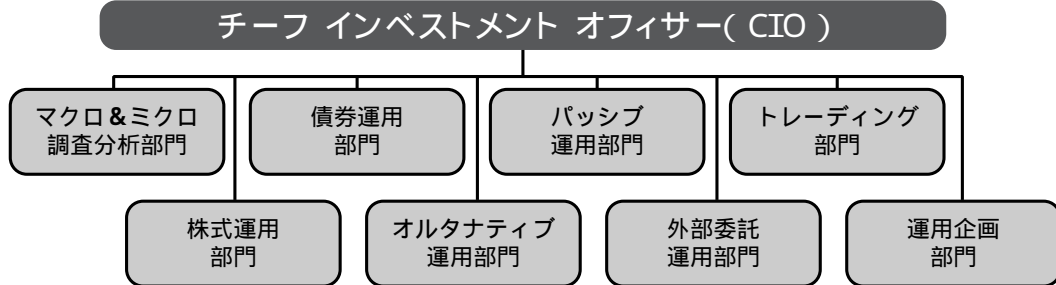 チーフ インベストメント オフィサー( CIO )
マクロ&ミクロ
調査分析部門
債券運用
部門
パッシブ
運用部門
トレーディング
部門
株式運用
部門
オルタナティブ
運用部門
外部委託
運用部門
運用企画
部門